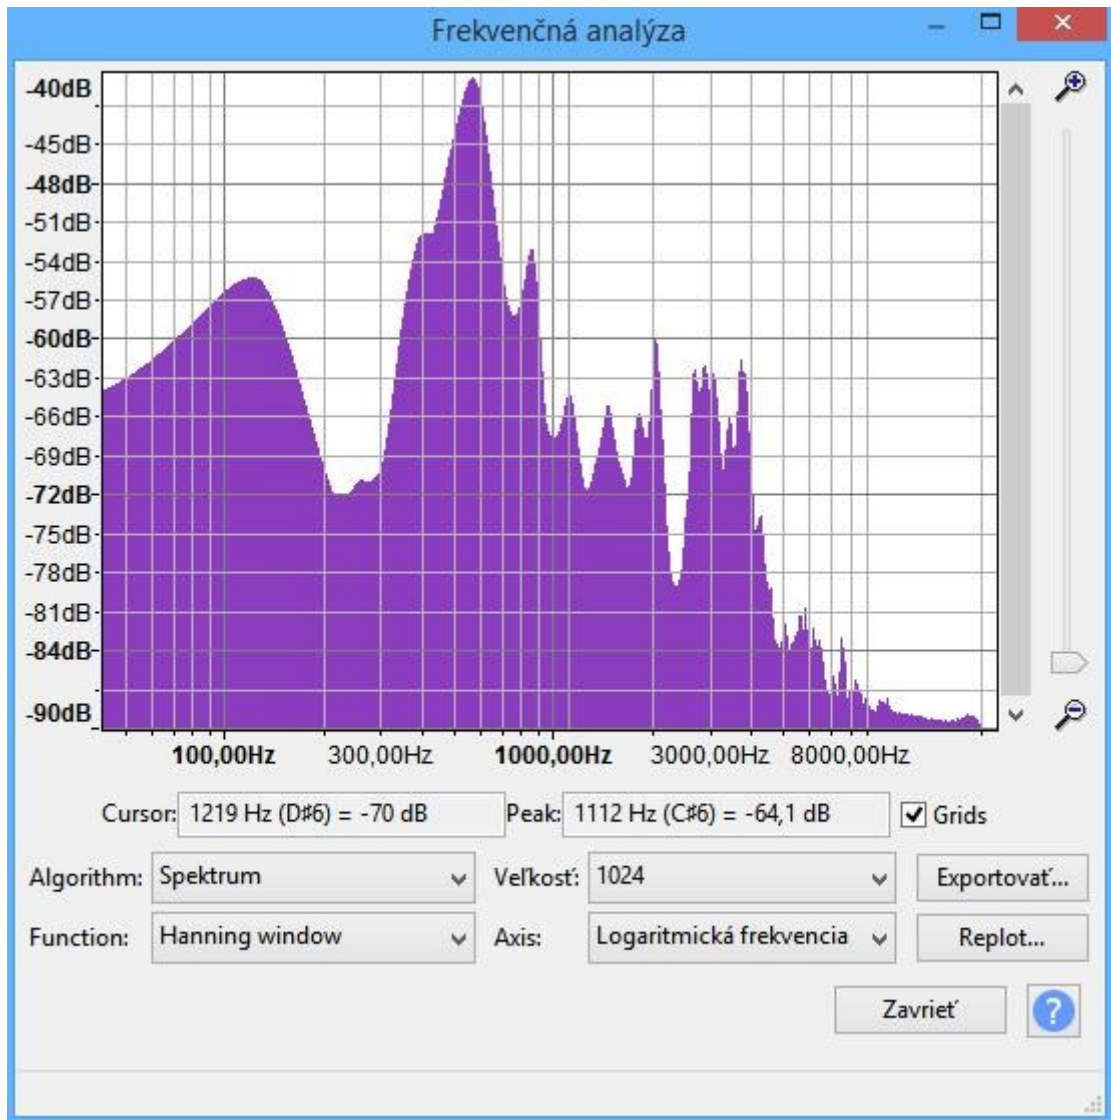 Frekvenčná analýza
-40dB
-45dB
-48dB
-51dB
-54dB
-57dB
-60dB
-63dB
-66dB
-69dB
-72dB
-75dB
-78dB
-81dB
-84dB
-90dB
100,00Hz 300,00Hz 1000,00Hz 3000,00Hz 8000,00Hz
Cursor: 1219 Hz (D#6) = -70 dB Peak: 1112 Hz (C#6) = -64,1 dB Grids
Algorithm: Spektrum Veľkosť: 1024 Exportovať...
Function: Hanning window Axis: Logaritmická frekvencia Replot...
Zavrieť ?